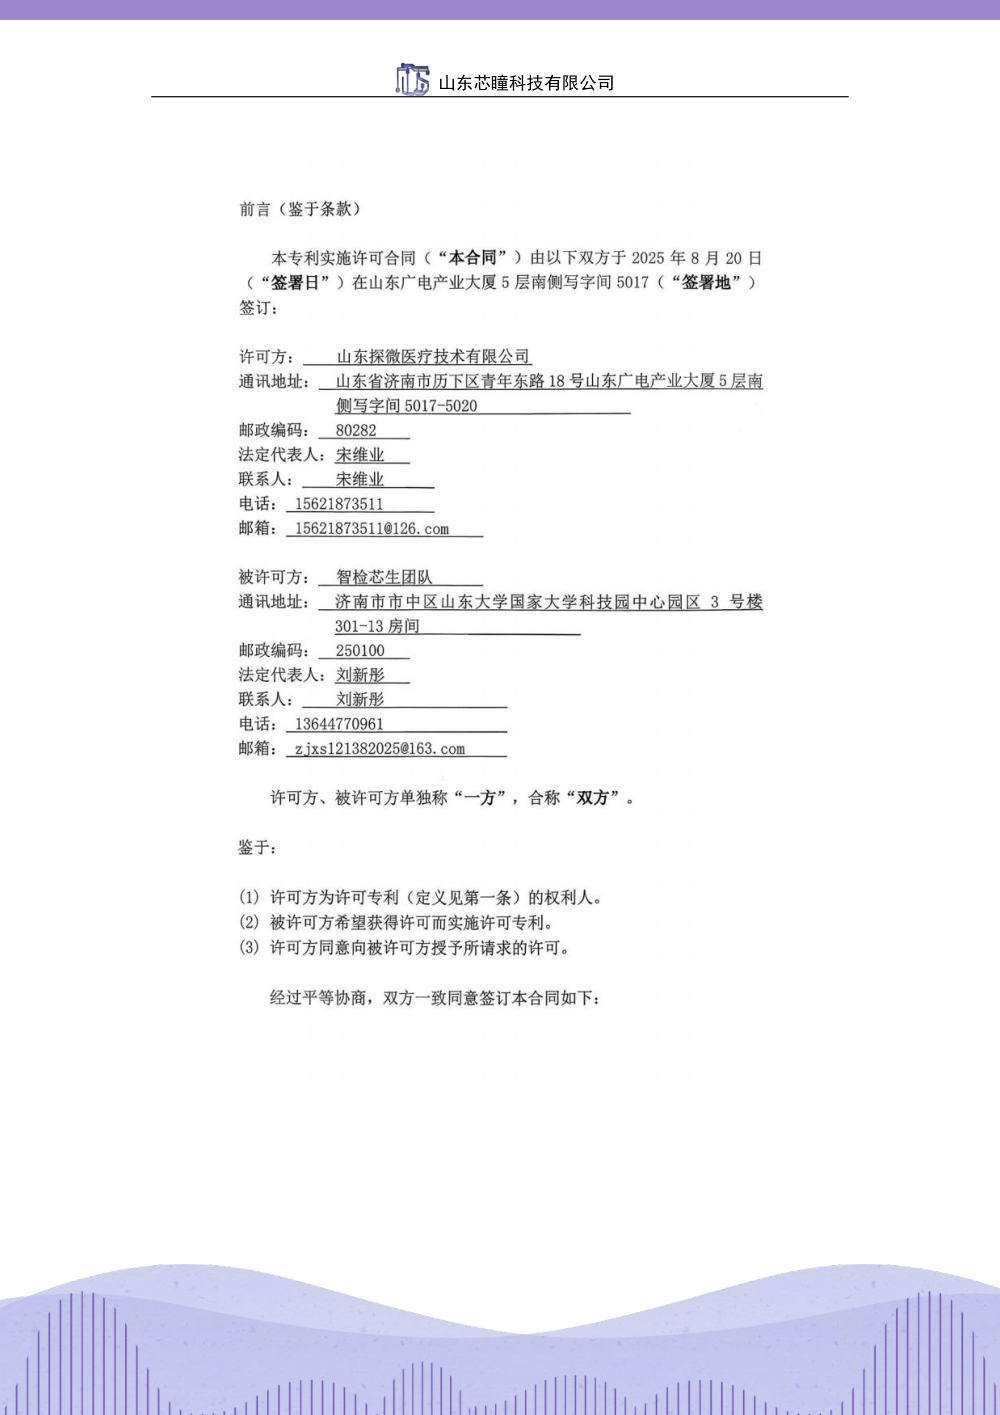 山东芯瞳科技有限公司
前言（鉴于条款）
本专利实施许可合同（“本合同”）由以下双方于 2025 年 8 月 20 日
（“签署日”）在山东广电产业大厦 5 层南侧写字间 5017（“签署地”）
签订：
许可方： 山东探微医疗技术有限公司
通讯地址： 山东省济南市历下区青年东路 18 号山东广电产业大厦 5 层南
侧写字间 5017-5020
邮政编码： 80282
法定代表人：宋维业
联系人： 宋维业
电话： 15621873511
邮箱： 15621873511@126.com
被许可方： 智检芯生团队
通讯地址： 济南市市中区山东大学国家大学科技园中心园区 3 号楼
301-13 房间
邮政编码： 250100
法定代表人：刘新彤
联系人： 刘新彤
电话： 13644770961
邮箱： zjxs121382025@163.com
许可方、被许可方单独称“一方”，合称“双方”。
鉴于：
(1) 许可方为许可专利（定义见第一条）的权利人。
(2) 被许可方希望获得许可而实施许可专利。
(3) 许可方同意向被许可方授予所请求的许可。
经过平等协商，双方一致同意签订本合同如下：